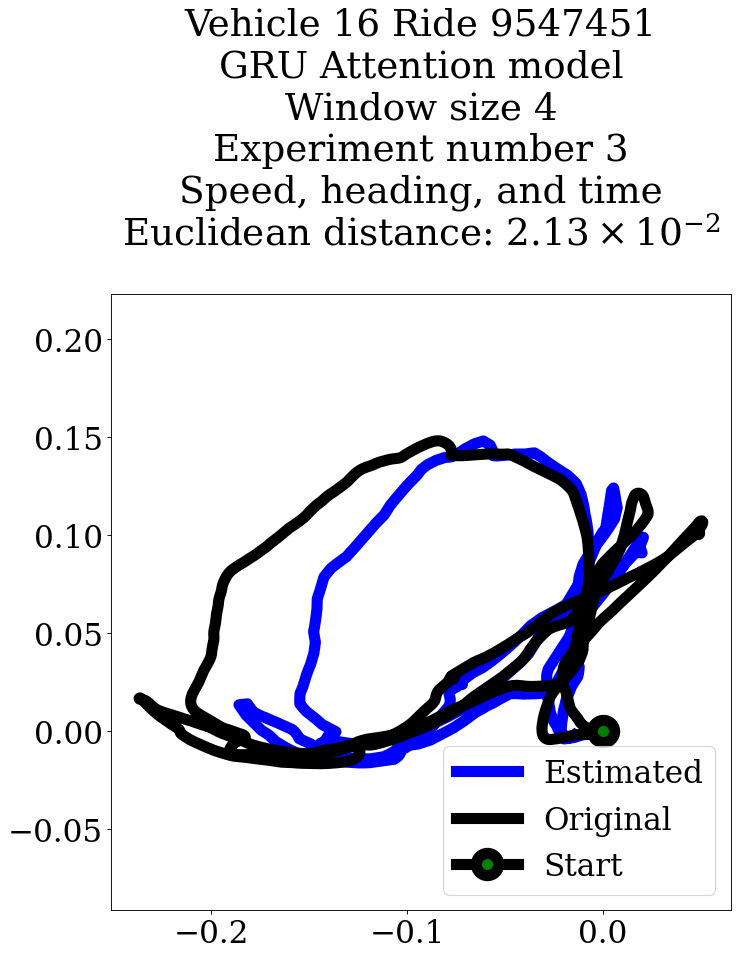 Vehicle 16 Ride 9547451
GRU Attention model
Window size 4
Experiment number 3
Speed, heading, and time
Euclidean distance: 2.13 × 10⁻²
0.20
0.15
0.10
0.05
0.00
−0.05
Estimated
Original
Start
−0.2
−0.1
0.0